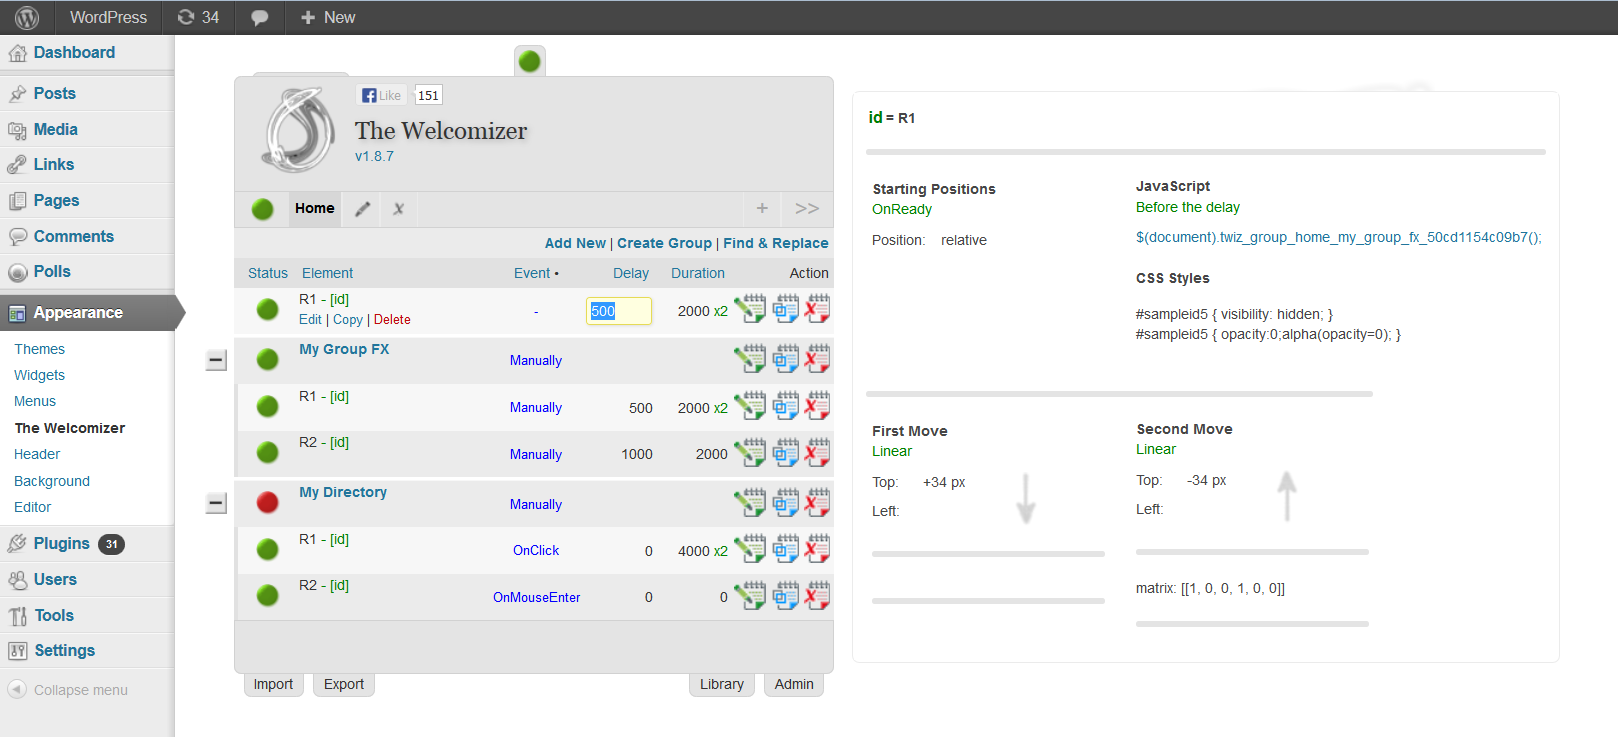 WordPress 34 New
Dashboard
Posts
Media
Links
Pages
Comments
Polls
Appearance
Themes
Widgets
Menus
The Welcomizer
Header
Background
Editor
Plugins 31
Users
Tools
Settings
Collapse menu
Like 151
The Welcomizer
v1.8.7
Home X + >>
Add New | Create Group | Find & Replace
Status Element Event • Delay Duration Action
R1 - [id]
Edit | Copy | Delete
- 500 2000 x2
My Group FX
Manually
R1 - [id]
Manually 500 2000 x2
R2 - [id]
Manually 1000 2000
My Directory
Manually
R1 - [id]
OnClick 0 4000 x2
R2 - [id]
OnMouseEnter 0 0
Import Export Library Admin
id = R1
Starting Positions
OnReady
Position: relative
JavaScript
Before the delay
$(document).twiz_group_home_my_group_fx_50cd1154c09b7();
CSS Styles
#sampleid5 { visibility: hidden; }
#sampleid5 { opacity:0;alpha(opacity=0); }
First Move
Linear
Top: +34 px
Left:
Second Move
Linear
Top: -34 px
Left:
matrix: [[1, 0, 0, 1, 0, 0]]